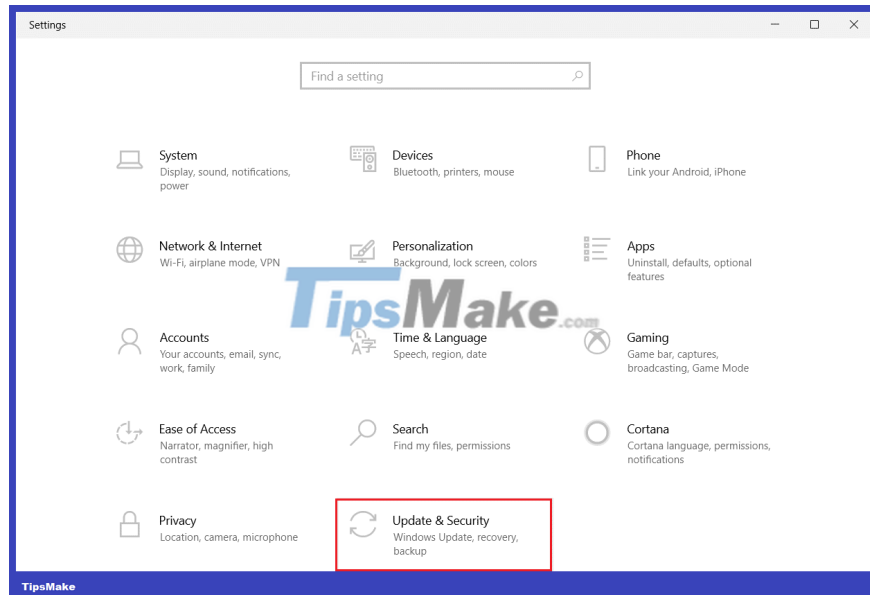 Settings
Find a setting
System
Display, sound, notifications,
power
Devices
Bluetooth, printers, mouse
Phone
Link your Android, iPhone
Network & Internet
Wi-Fi, airplane mode, VPN
Personalization
Background, lock screen, colors
Apps
Uninstall, defaults, optional
features
TipsMake.com
Accounts
Your accounts, email, sync,
work, family
Time & Language
Speech, region, date
Gaming
Game bar, captures,
broadcasting, Game Mode
Ease of Access
Narrator, magnifier, high
contrast
Search
Find my files, permissions
Cortana
Cortana language, permissions,
notifications
Privacy
Location, camera, microphone
Update & Security
Windows Update, recovery,
backup
TipsMake